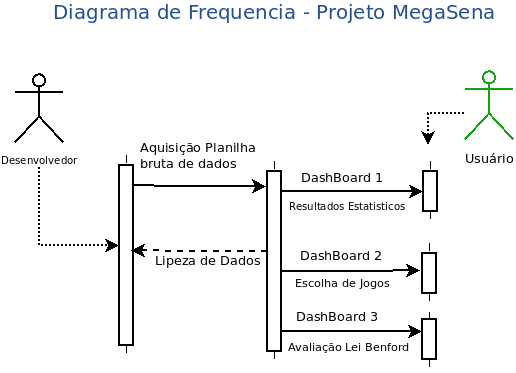 Diagrama de Frequencia - Projeto MegaSena
Desenvolvedor
Usuário
Aquisição Planilha
bruta de dados
DashBoard 1
Resultados Estatisticos
Lipeza de Dados
DashBoard 2
Escolha de Jogos
DashBoard 3
Avaliação Lei Benford